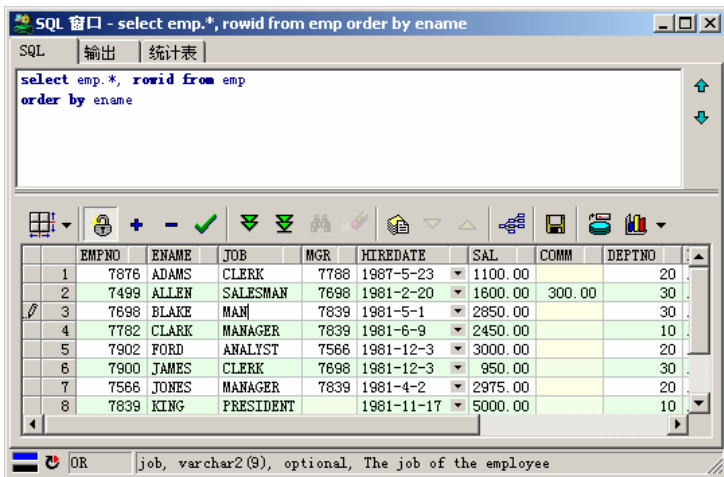 SQL 窗口 - select emp.*, rowid from emp order by ename
SQL 输出 统计表
select emp.*, rowid from emp
order by ename
EMPNO ENAME JOB MGR HIREDATE SAL COMM DEPTNO
1 7876 ADAMS CLERK 7788 1987-5-23 1100.00 20
2 7499 ALLEN SALESMAN 7698 1981-2-20 1600.00 300.00 30
3 7698 BLAKE MAN 7839 1981-5-1 2850.00 30
4 7782 CLARK MANAGER 7839 1981-6-9 2450.00 10
5 7902 FORD ANALYST 7566 1981-12-3 3000.00 20
6 7900 JAMES CLERK 7698 1981-12-3 950.00 30
7 7566 JONES MANAGER 7839 1981-4-2 2975.00 20
8 7839 KING PRESIDENT 1981-11-17 5000.00 10
OR job, varchar2(9), optional, The job of the employee